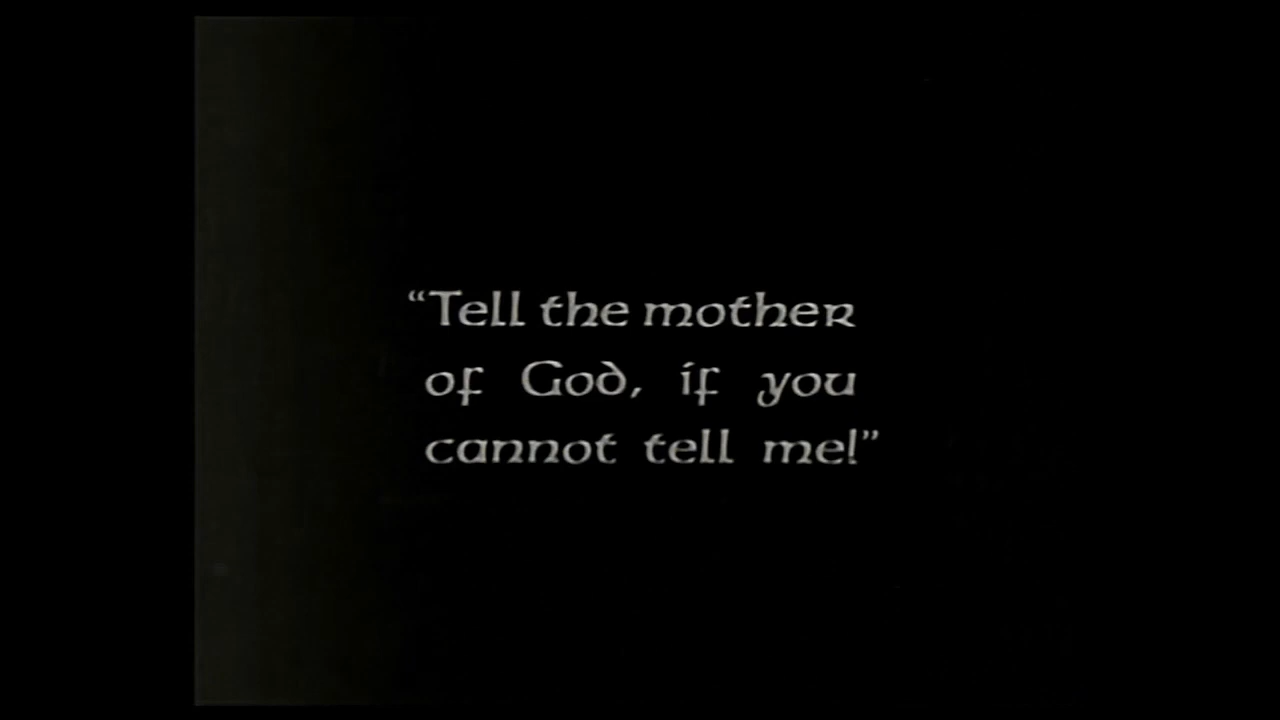 “Tell the mother
of God, if you
cannot tell me!”